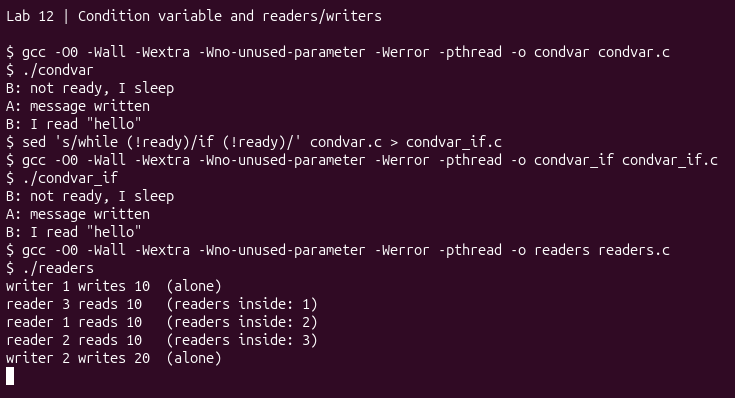 Lab 12 | Condition variable and readers/writers
$ gcc -O0 -Wall -Wextra -Wno-unused-parameter -Werror -pthread -o condvar condvar.c
$ ./condvar
B: not ready, I sleep
A: message written
B: I read "hello"
$ sed 's/while (!ready)/if (!ready)/' condvar.c > condvar_if.c
$ gcc -O0 -Wall -Wextra -Wno-unused-parameter -Werror -pthread -o condvar_if condvar_if.c
$ ./condvar_if
B: not ready, I sleep
A: message written
B: I read "hello"
$ gcc -O0 -Wall -Wextra -Wno-unused-parameter -Werror -pthread -o readers readers.c
$ ./readers
writer 1 writes 10  (alone)
reader 3 reads 10   (readers inside: 1)
reader 1 reads 10   (readers inside: 2)
reader 2 reads 10   (readers inside: 3)
writer 2 writes 20  (alone)